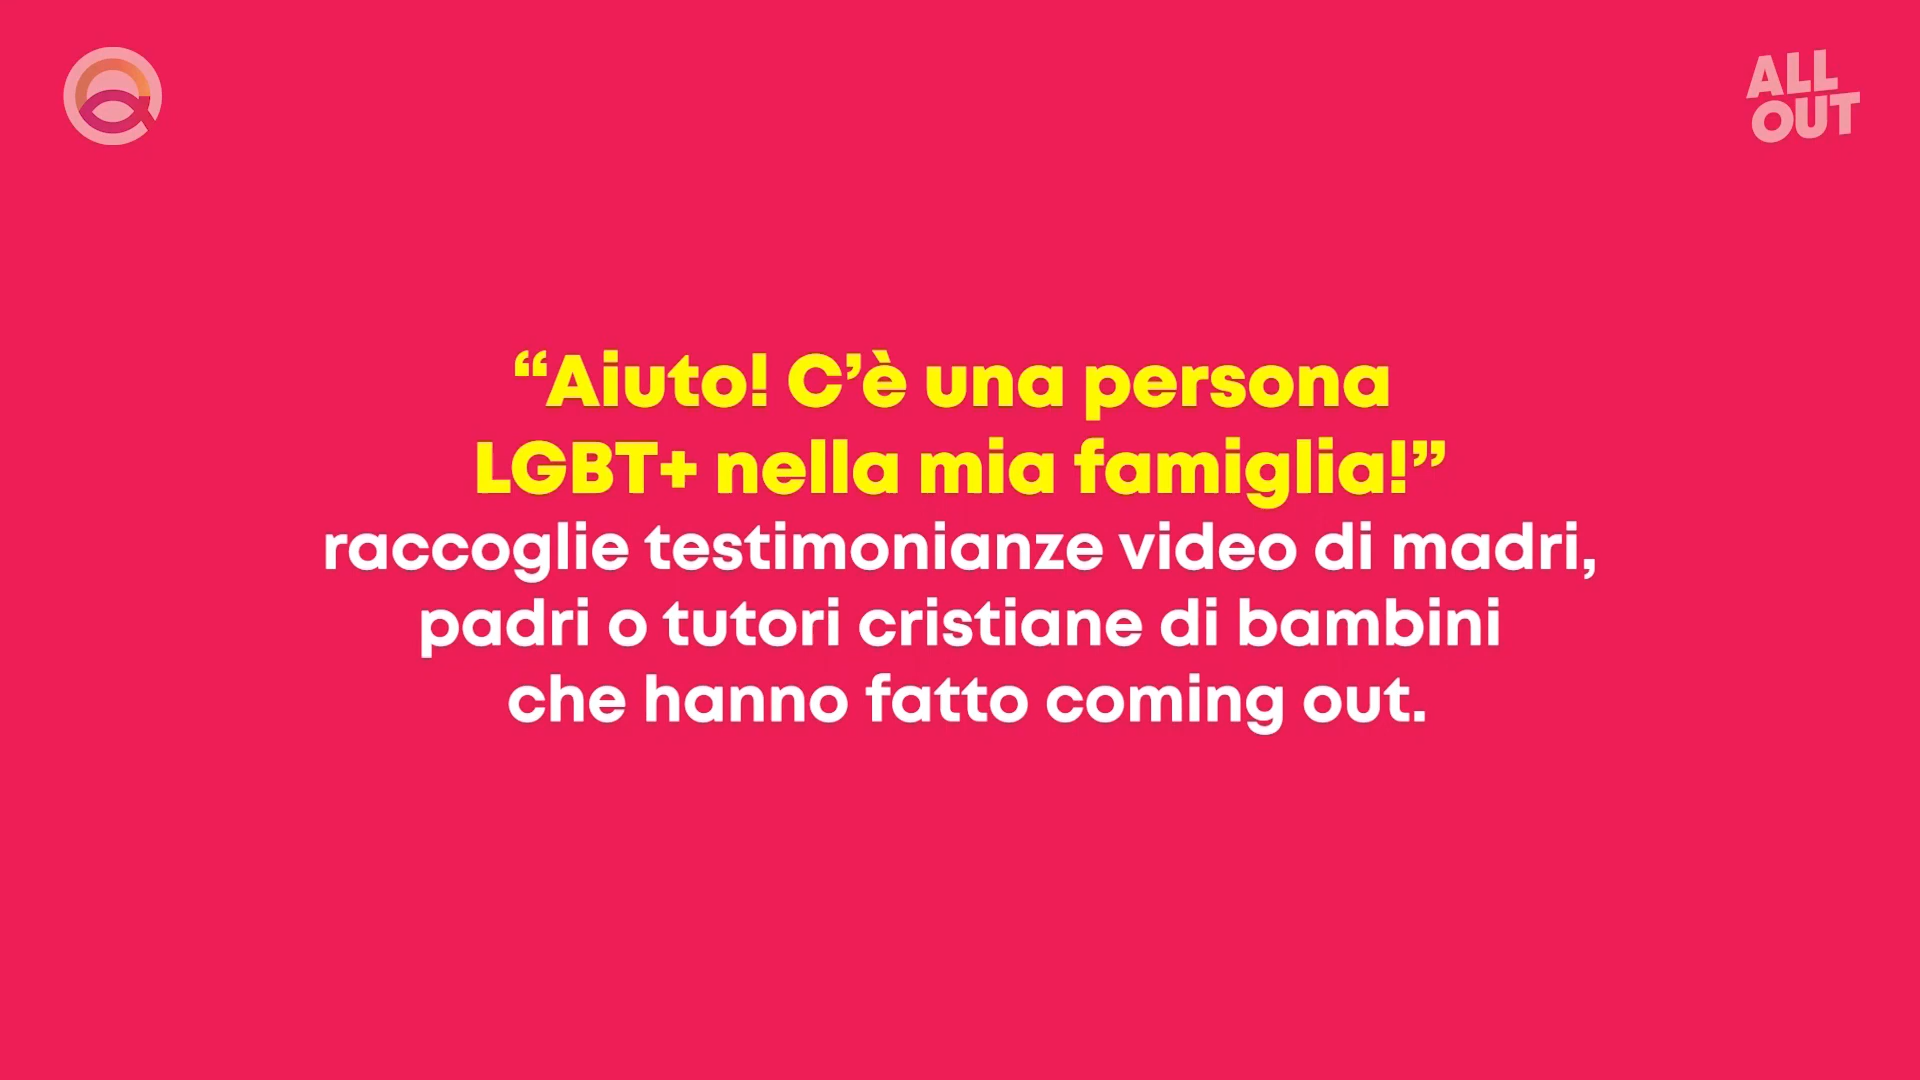 ALL
OUT
“Aiuto! C’è una persona
LGBT+ nella mia famiglia!”
raccoglie testimonianze video di madri,
padri o tutori cristiane di bambini
che hanno fatto coming out.